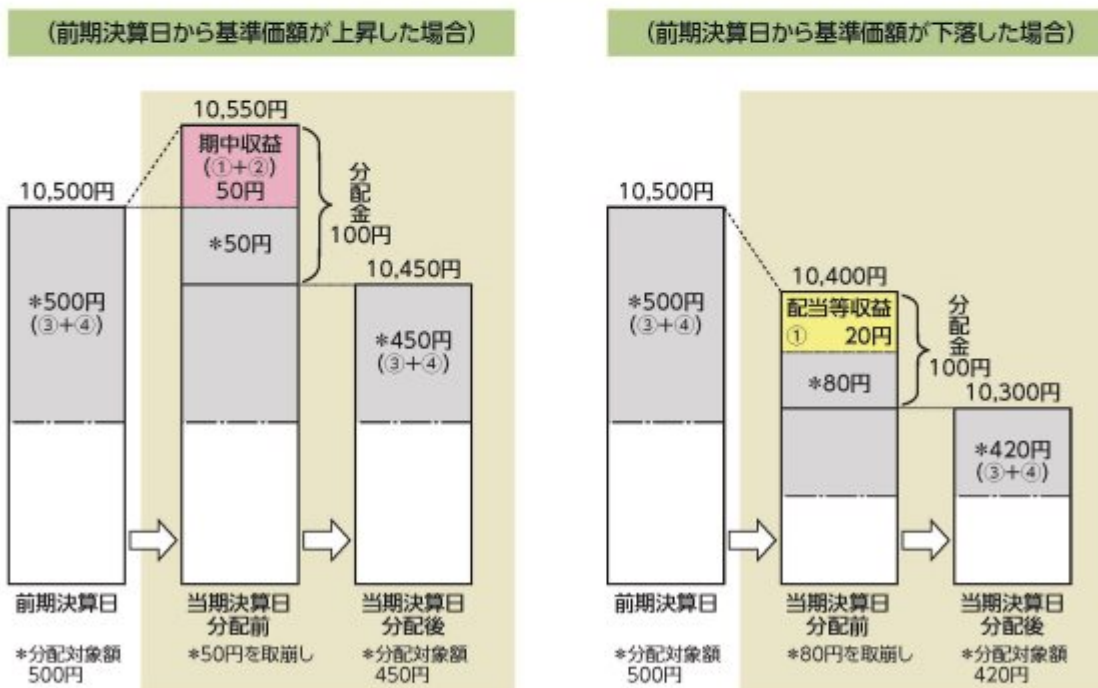 (前期決算日から基準価額が上昇した場合)
10,500円
*500円
(③+④)
10,550円
期中収益
(①+②)
50円
*50円
分配金
100円
10,450円
*450円
(③+④)
前期決算日
当期決算日
分配前
当期決算日
分配後
*分配対象額
500円
*50円を取崩し
*分配対象額
450円
(前期決算日から基準価額が下落した場合)
10,500円
*500円
(③+④)
10,400円
配当等収益
① 20円
*80円
分配金
100円
10,300円
*420円
(③+④)
前期決算日
当期決算日
分配前
当期決算日
分配後
*分配対象額
500円
*80円を取崩し
*分配対象額
420円